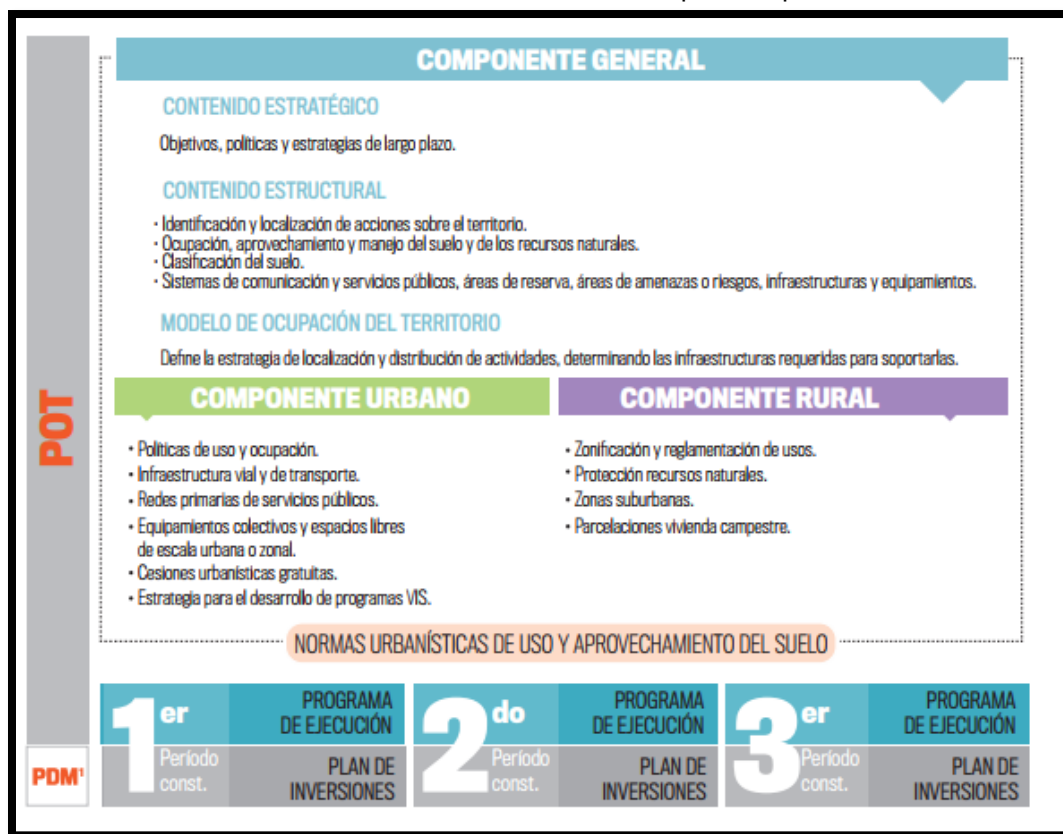 COMPONENTE GENERAL
CONTENIDO ESTRATÉGICO
Objetivos, políticas y estrategias de largo plazo.
CONTENIDO ESTRUCTURAL
· Identificación y localización de acciones sobre el territorio.
· Ocupación, aprovechamiento y manejo del suelo y de los recursos naturales.
· Clasificación del suelo.
· Sistemas de comunicación y servicios públicos, áreas de reserva, áreas de amenazas o riesgos, infraestructuras y equipamientos.
MODELO DE OCUPACIÓN DEL TERRITORIO
Define la estrategia de localización y distribución de actividades, determinando las infraestructuras requeridas para soportarlas.
POT
COMPONENTE URBANO
• Políticas de uso y ocupación.
• Infraestructura vial y de transporte.
• Redes primarias de servicios públicos.
• Equipamientos colectivos y espacios libres
de escala urbana o zonal.
• Cesiones urbanísticas gratuitas.
• Estrategia para el desarrollo de programas VIS.
COMPONENTE RURAL
• Zonificación y reglamentación de usos.
• Protección recursos naturales.
• Zonas suburbanas.
• Parcelaciones vivienda campestre.
NORMAS URBANÍSTICAS DE USO Y APROVECHAMIENTO DEL SUELO
1er
Período
const.
PROGRAMA
DE EJECUCIÓN
PLAN DE
INVERSIONES
2do
Período
const.
PROGRAMA
DE EJECUCIÓN
PLAN DE
INVERSIONES
3er
Período
const.
PROGRAMA
DE EJECUCIÓN
PLAN DE
INVERSIONES
PDM¹